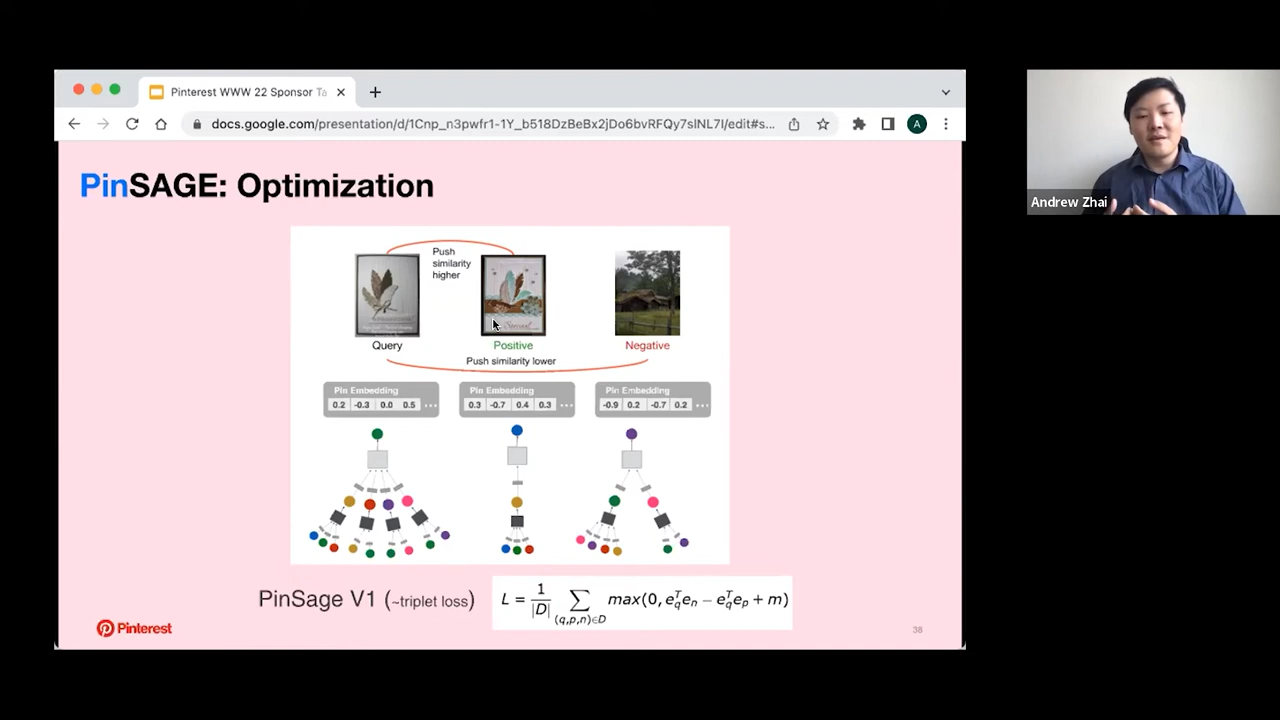 Pinterest WWW 22 Sponsor Ta
docs.google.com/presentation/d/1Cnp_n3pwfr1-1Y_b518DzBeBx2jDo6bvRFQy7slNL7I/edit#s...
A
PinSAGE: Optimization
Push
similarity
higher
Query
Positive
Negative
Push similarity lower
Pin Embedding
0.2 -0.3 0.0 0.5 ...
Pin Embedding
0.3 -0.7 0.4 0.3 ...
Pin Embedding
-0.9 0.2 -0.7 0.2 ...
PinSage V1 (~triplet loss)
L = \frac{1}{|D|} \sum_{(q,p,n)∈D} max(0, e_q^T e_n − e_q^T e_p + m)
Pinterest
38
Andrew Zhai